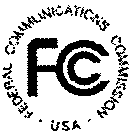 FEDERAL COMMUNICATIONS COMMISSION
FCC
· USA ·